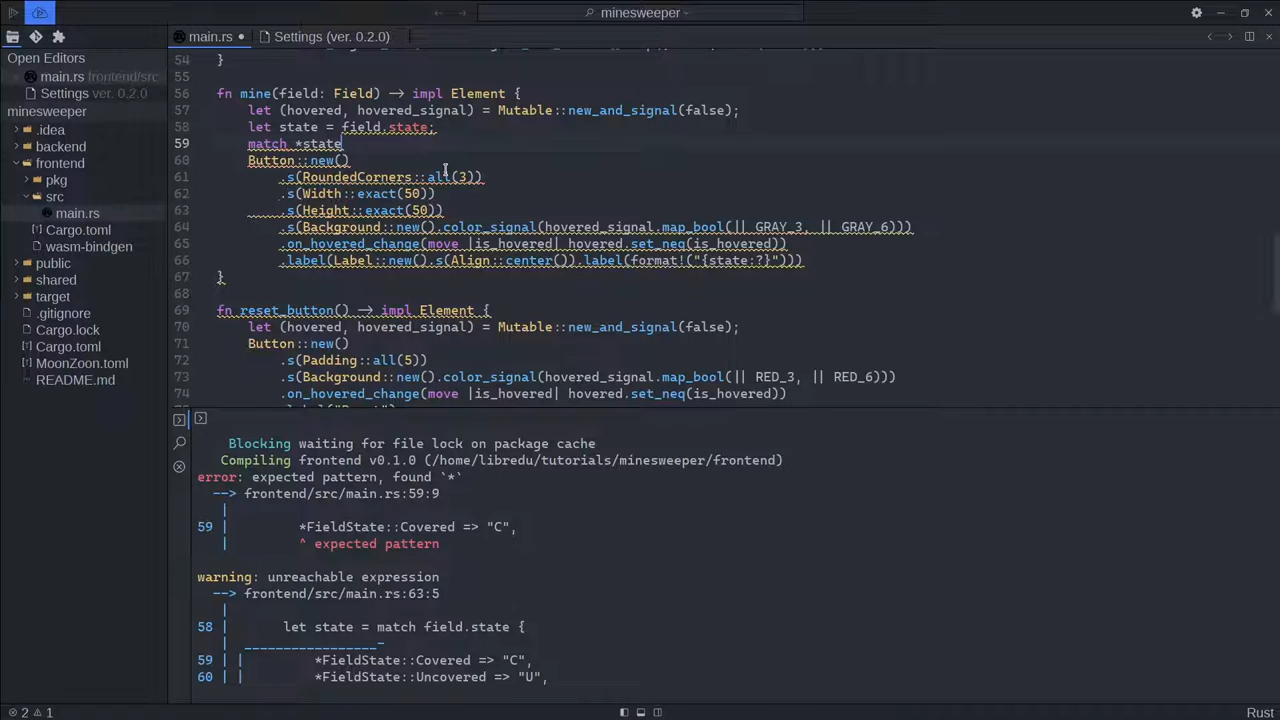 minesweeper
main.rs
Settings (ver. 0.2.0)
Open Editors
main.rs frontend/src
Settings ver. 0.2.0
minesweeper
.idea
backend
frontend
pkg
src
main.rs
Cargo.toml
wasm-bindgen
public
shared
target
.gitignore
Cargo.lock
Cargo.toml
MoonZoon.toml
README.md
54 }
55
56 fn mine(field: Field) -> impl Element {
57 let (hovered, hovered_signal) = Mutable::new_and_signal(false);
58 let state = field.state;
59 match *state
60 Button::new()
61 .s(RoundedCorners::all(3))
62 .s(Width::exact(50))
63 .s(Height::exact(50))
64 .s(Background::new().color_signal(hovered_signal.map_bool(|| GRAY_3, || GRAY_6)))
65 .on_hovered_change(move |is_hovered| hovered.set_neq(is_hovered))
66 .label(Label::new().s(Align::center()).label(format!("{state:?}")))
67 }
68
69 fn reset_button() -> impl Element {
70 let (hovered, hovered_signal) = Mutable::new_and_signal(false);
71 Button::new()
72 .s(Padding::all(5))
73 .s(Background::new().color_signal(hovered_signal.map_bool(|| RED_3, || RED_6)))
74 .on_hovered_change(move |is_hovered| hovered.set_neq(is_hovered))
Blocking waiting for file lock on package cache
Compiling frontend v0.1.0 (/home/libredu/tutorials/minesweeper/frontend)
error: expected pattern, found `*`
--> frontend/src/main.rs:59:9
|
59 | *FieldState::Covered => "C",
| ^ expected pattern
warning: unreachable expression
--> frontend/src/main.rs:63:5
|
58 | let state = match field.state {
| _________________-
59 | | *FieldState::Covered => "C",
60 | | *FieldState::Uncovered => "U",
2 1
Rust